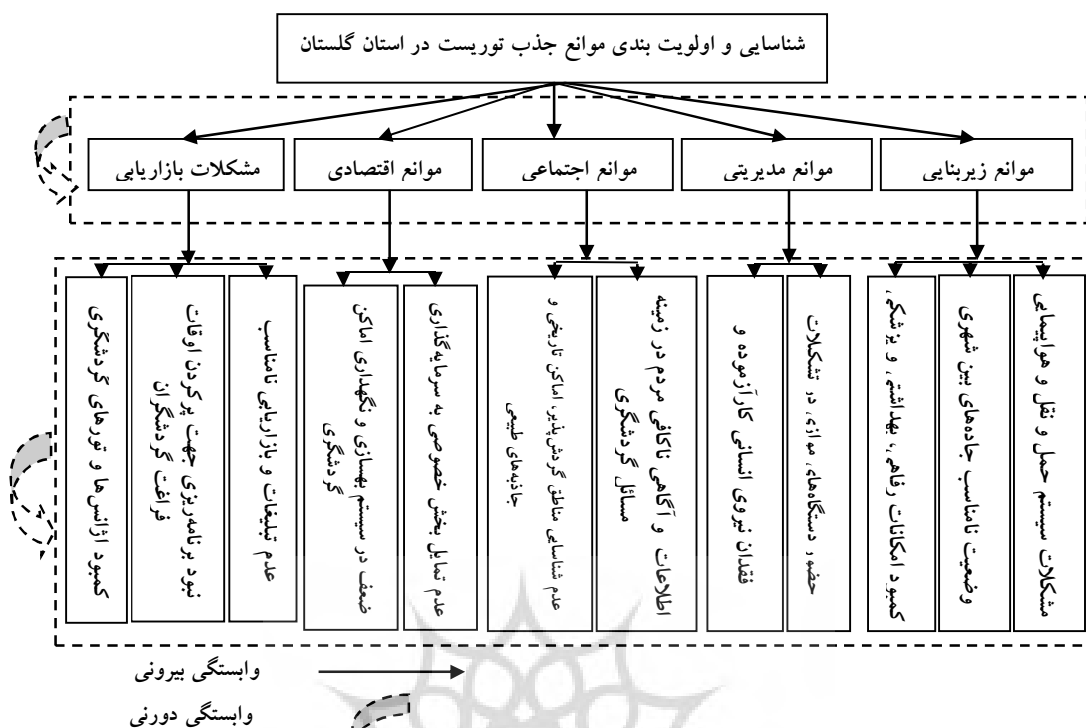 شناسایی و اولویت بندی موانع جذب توریست در استان گلستان
موانع زیربنایی
موانع مدیریتی
موانع اجتماعی
موانع اقتصادی
مشکلات بازاریابی
مشکلات سیستم حمل و نقل و هواپیمایی
وضعیت نامناسب جاده‌های بین شهری
کمبود امکانات رفاهی، بهداشتی و پزشکی
حضور دستگاه‌های موازی در تشکلات
فقدان نیروی انسانی کارآزموده و
اطلاعات و آگاهی ناکافی مردم در زمینه
مسائل گردشگری
عدم شناسایی مناطق گردش‌پذیر، اماکن تاریخی و
جاذبه‌های طبیعی
عدم تمایل بخش خصوصی به سرمایه‌گذاری
ضعف در سیستم بهسازی و نگهداری اماکن
گردشگری
عدم تبلیغات و بازاریابی نامناسب
نبود برنامه‌ریزی جهت پرکردن اوقات
فراغت گردشگران
کمبود اژانس‌ها و تورهای گردشگری
وابستگی بیرونی
وابستگی دورنی